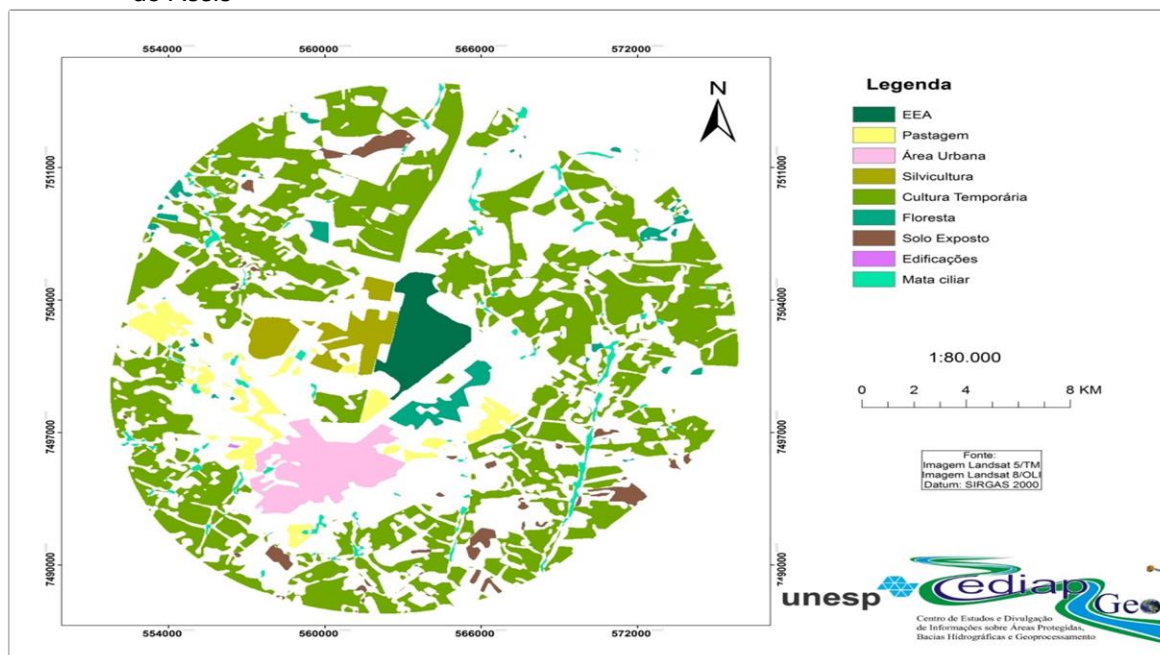 de Assis
554000 560000 566000 572000
N
7511000
7504000
7497000
7490000
7511000
7504000
7497000
7490000
554000 560000 566000 572000
Legenda
EEA
Pastagem
Área Urbana
Silvicultura
Cultura Temporária
Floresta
Solo Exposto
Edificações
Mata ciliar
1:80.000
0 2 4 8 KM
Fonte:
Imagem Landsat 5/TM
Imagem Landsat 8/OLI
Datum: SIRGAS 2000
unesp
Cediap
Geo
Centro de Estudos e Divulgação
de Informações sobre Áreas Protegidas,
Bacias Hidrográficas e Geoprocessamento